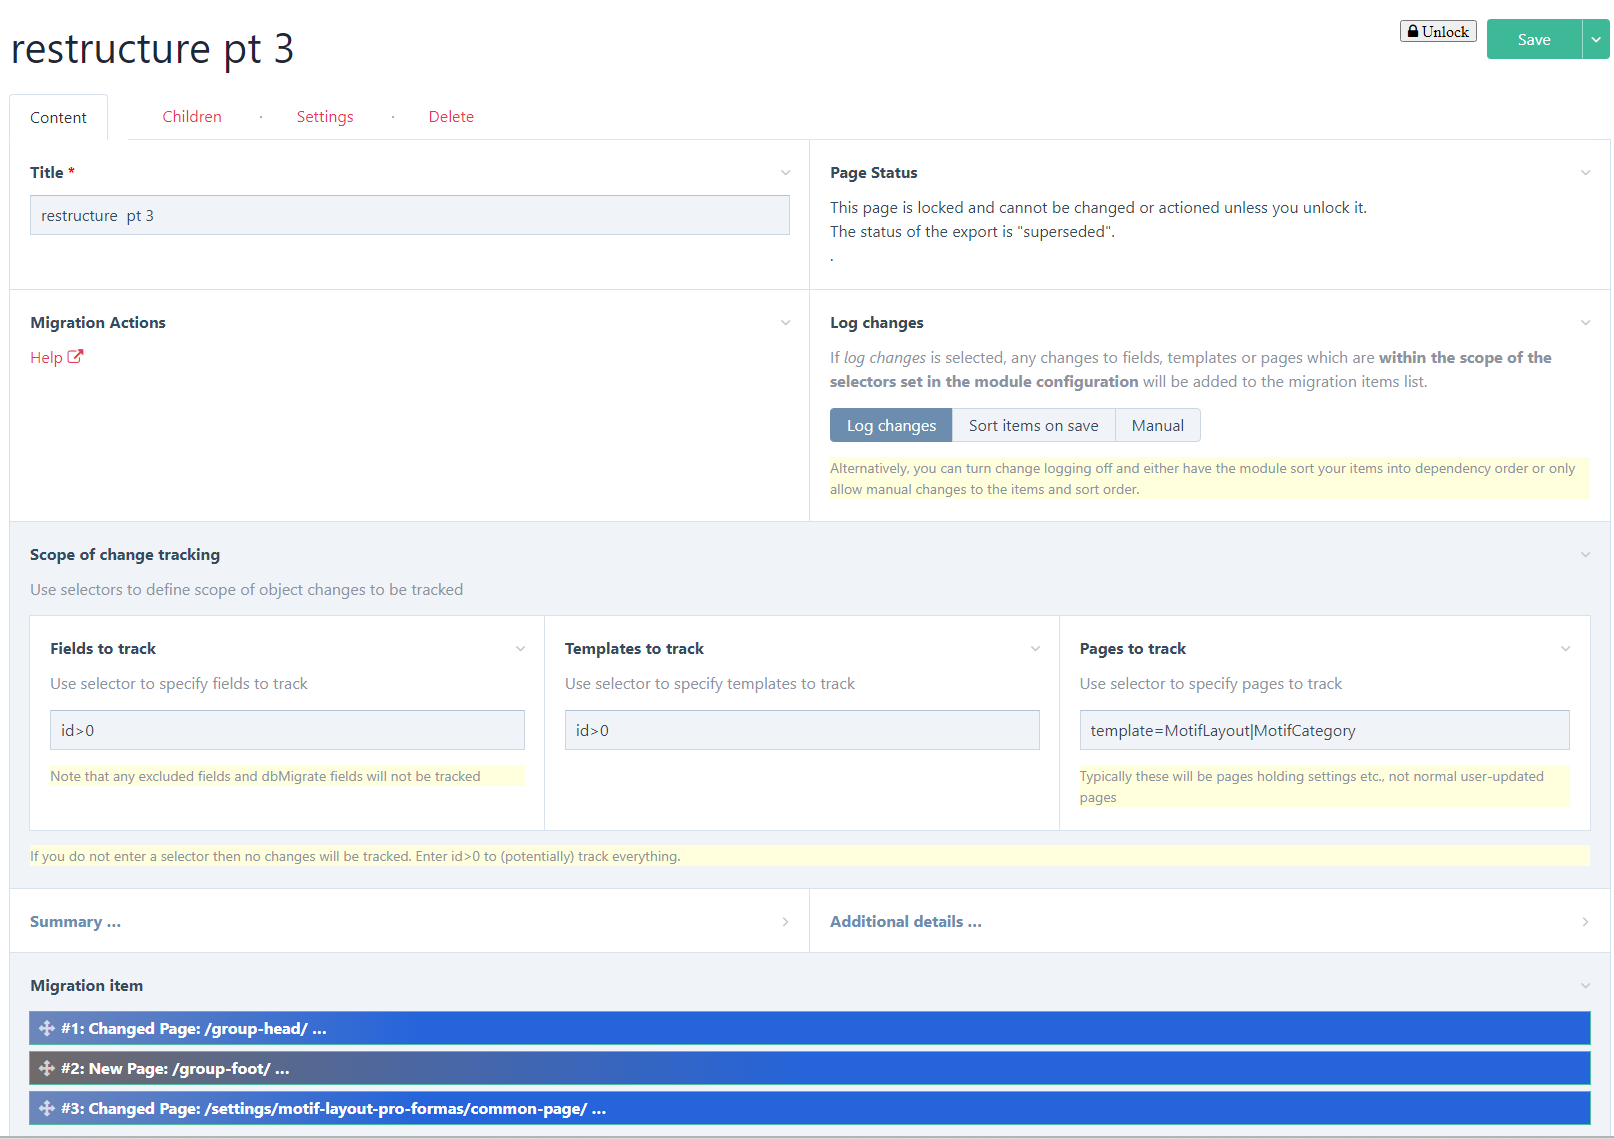 restructure pt 3
Unlock
Save
Content
Children · Settings · Delete
Title *
restructure  pt 3
Page Status
This page is locked and cannot be changed or actioned unless you unlock it.
The status of the export is "superseded".
.
Migration Actions
Help
Log changes
If log changes is selected, any changes to fields, templates or pages which are within the scope of the
selectors set in the module configuration will be added to the migration items list.
Log changes
Sort items on save
Manual
Alternatively, you can turn change logging off and either have the module sort your items into dependency order or only
allow manual changes to the items and sort order.
Scope of change tracking
Use selectors to define scope of object changes to be tracked
Fields to track
Use selector to specify fields to track
id>0
Note that any excluded fields and dbMigrate fields will not be tracked
Templates to track
Use selector to specify templates to track
id>0
Pages to track
Use selector to specify pages to track
template=MotifLayout|MotifCategory
Typically these will be pages holding settings etc., not normal user-updated
pages
If you do not enter a selector then no changes will be tracked. Enter id>0 to (potentially) track everything.
Summary ...
Additional details ...
Migration item
#1: Changed Page: /group-head/ ...
#2: New Page: /group-foot/ ...
#3: Changed Page: /settings/motif-layout-pro-formas/common-page/ ...